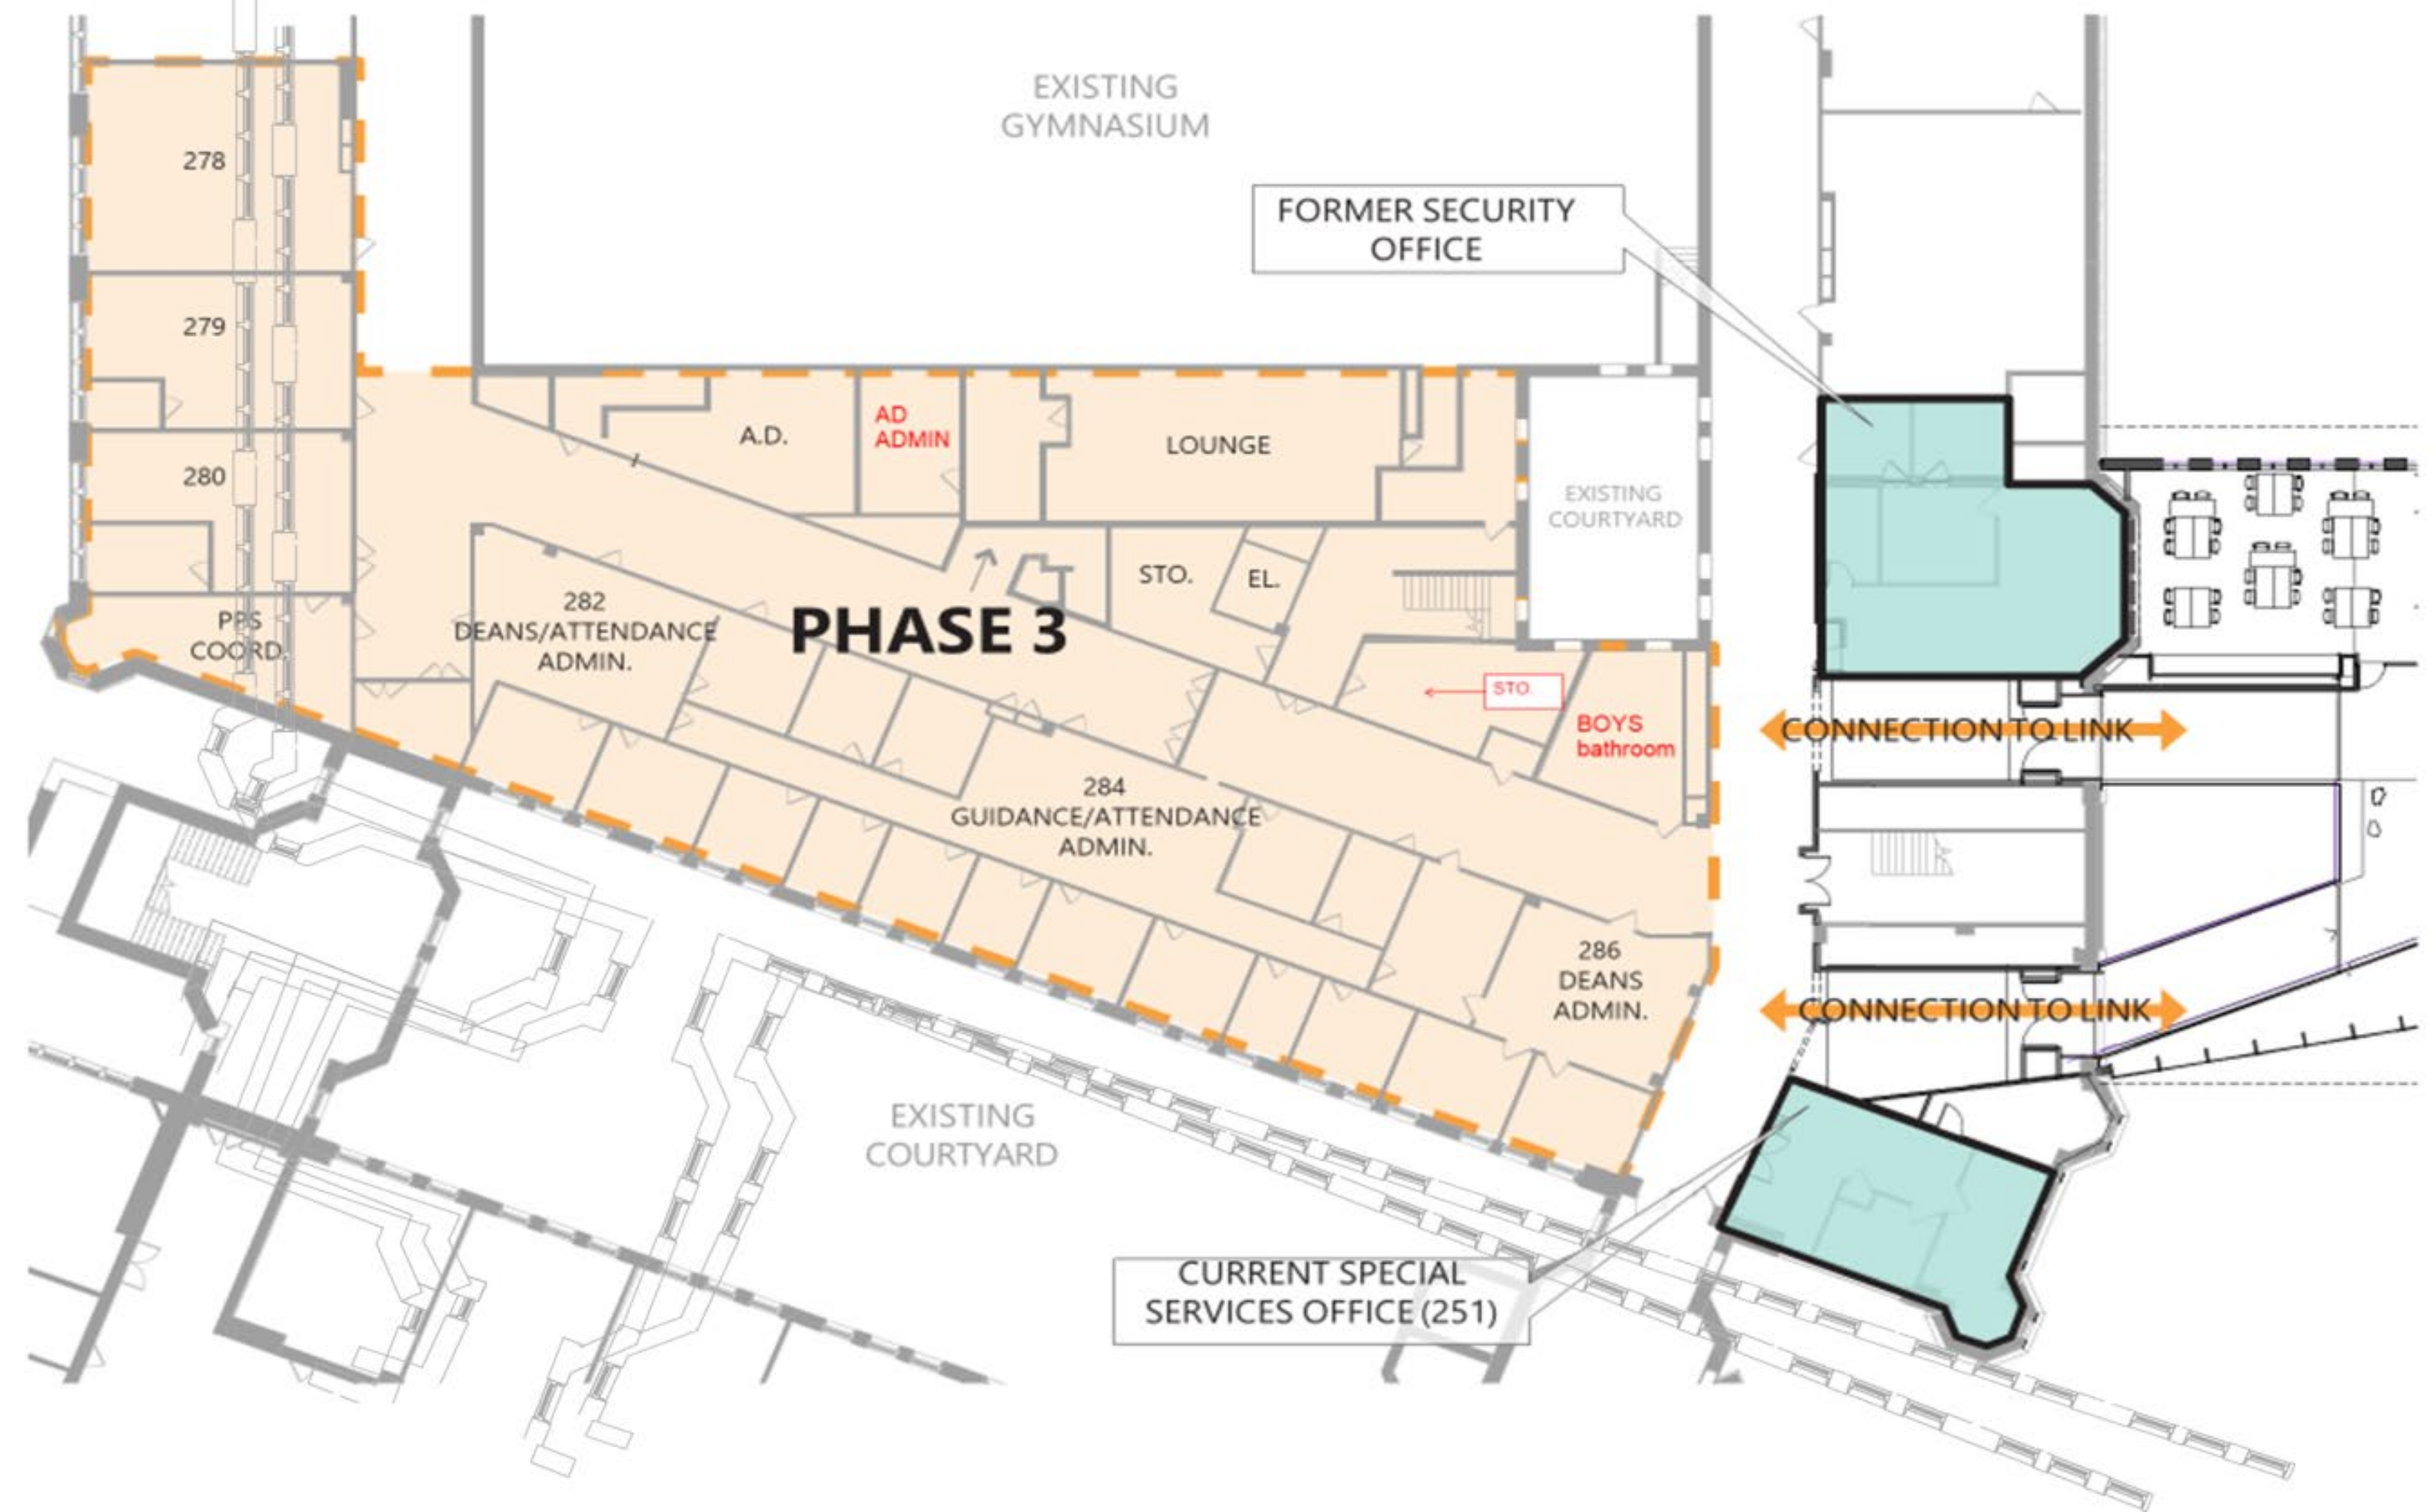 EXISTING
GYMNASIUM
278
FORMER SECURITY
OFFICE
279
A.D.
AD
ADMIN
LOUNGE
280
EXISTING
COURTYARD
STO.
EL.
282
DEANS/ATTENDANCE
ADMIN.
PHASE 3
PPS
COORD.
STO.
BOYS
bathroom
CONNECTION TO LINK
284
GUIDANCE/ATTENDANCE
ADMIN.
286
DEANS
ADMIN.
CONNECTION TO LINK
EXISTING
COURTYARD
CURRENT SPECIAL
SERVICES OFFICE (251)